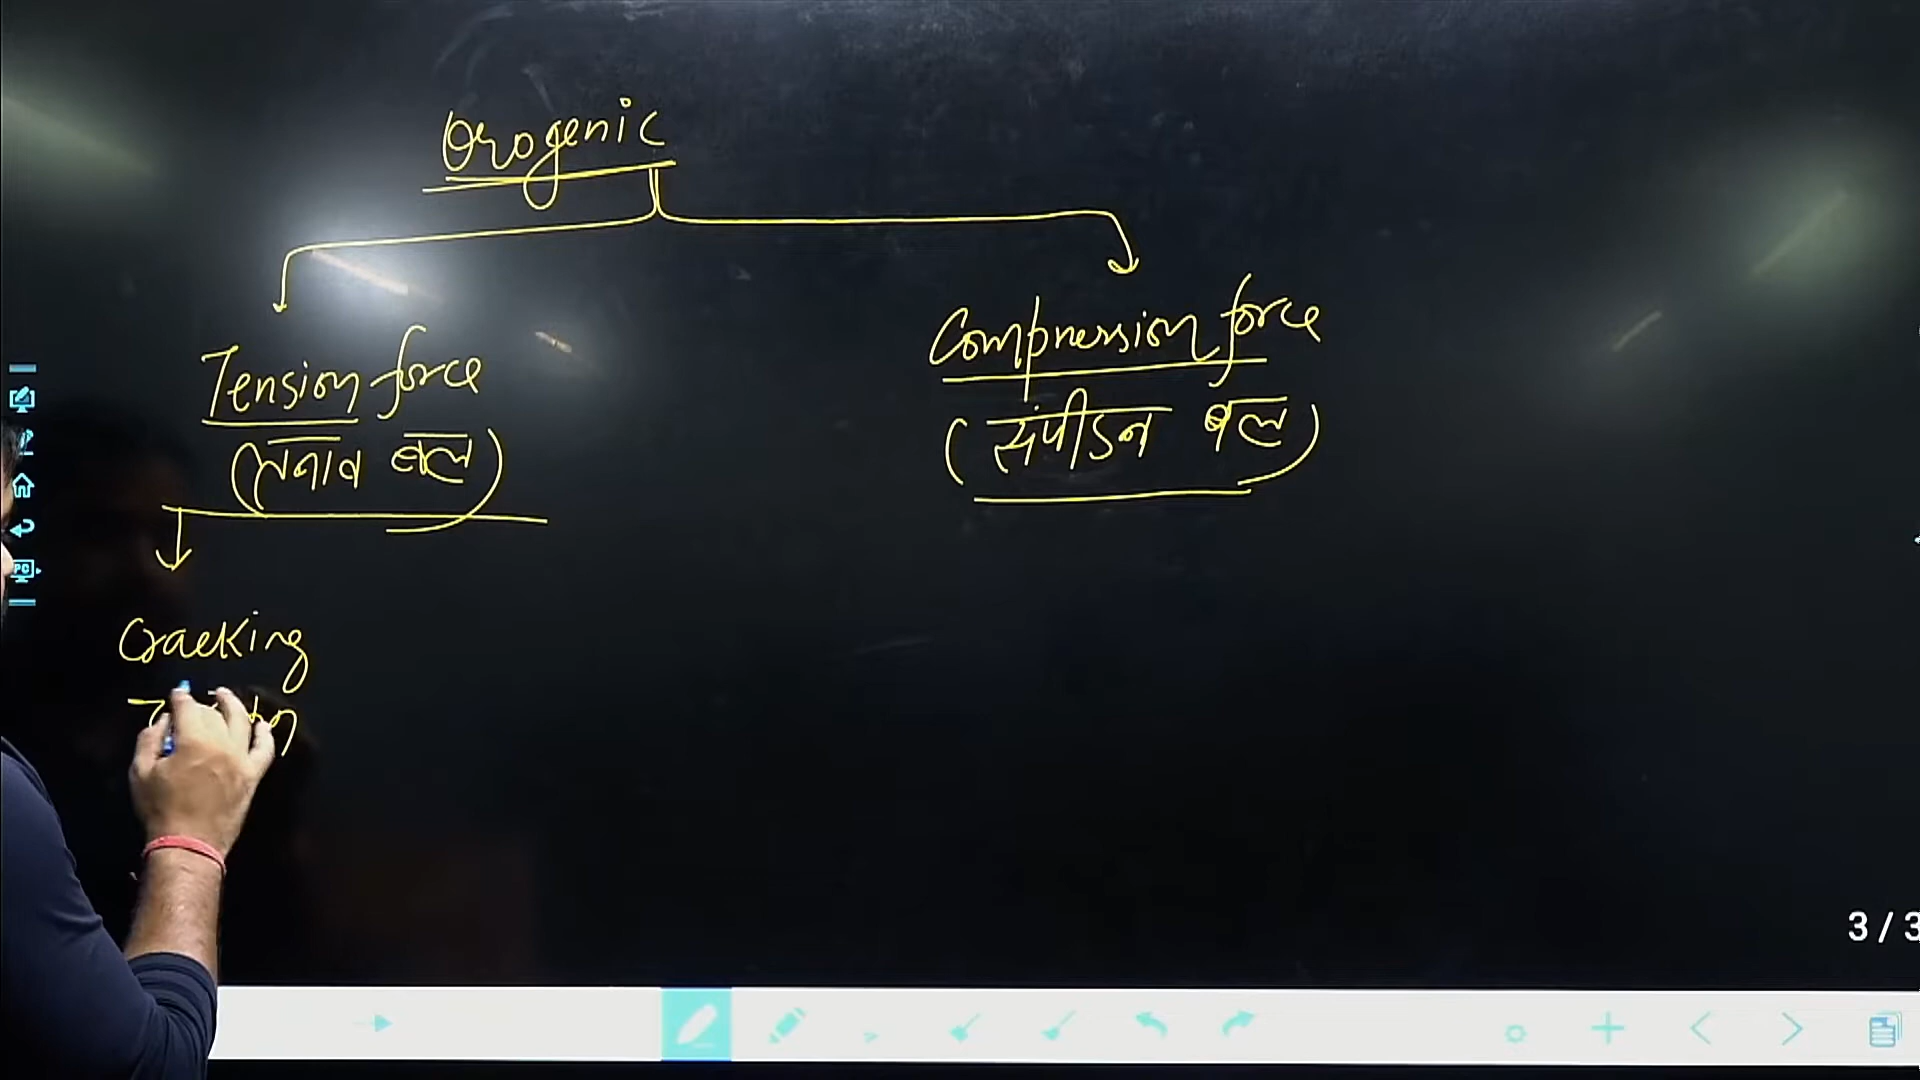 Orogenic
Tension force
(तनाव बल)
Compression force
(संपीडन बल)
Cracking
3 / 3